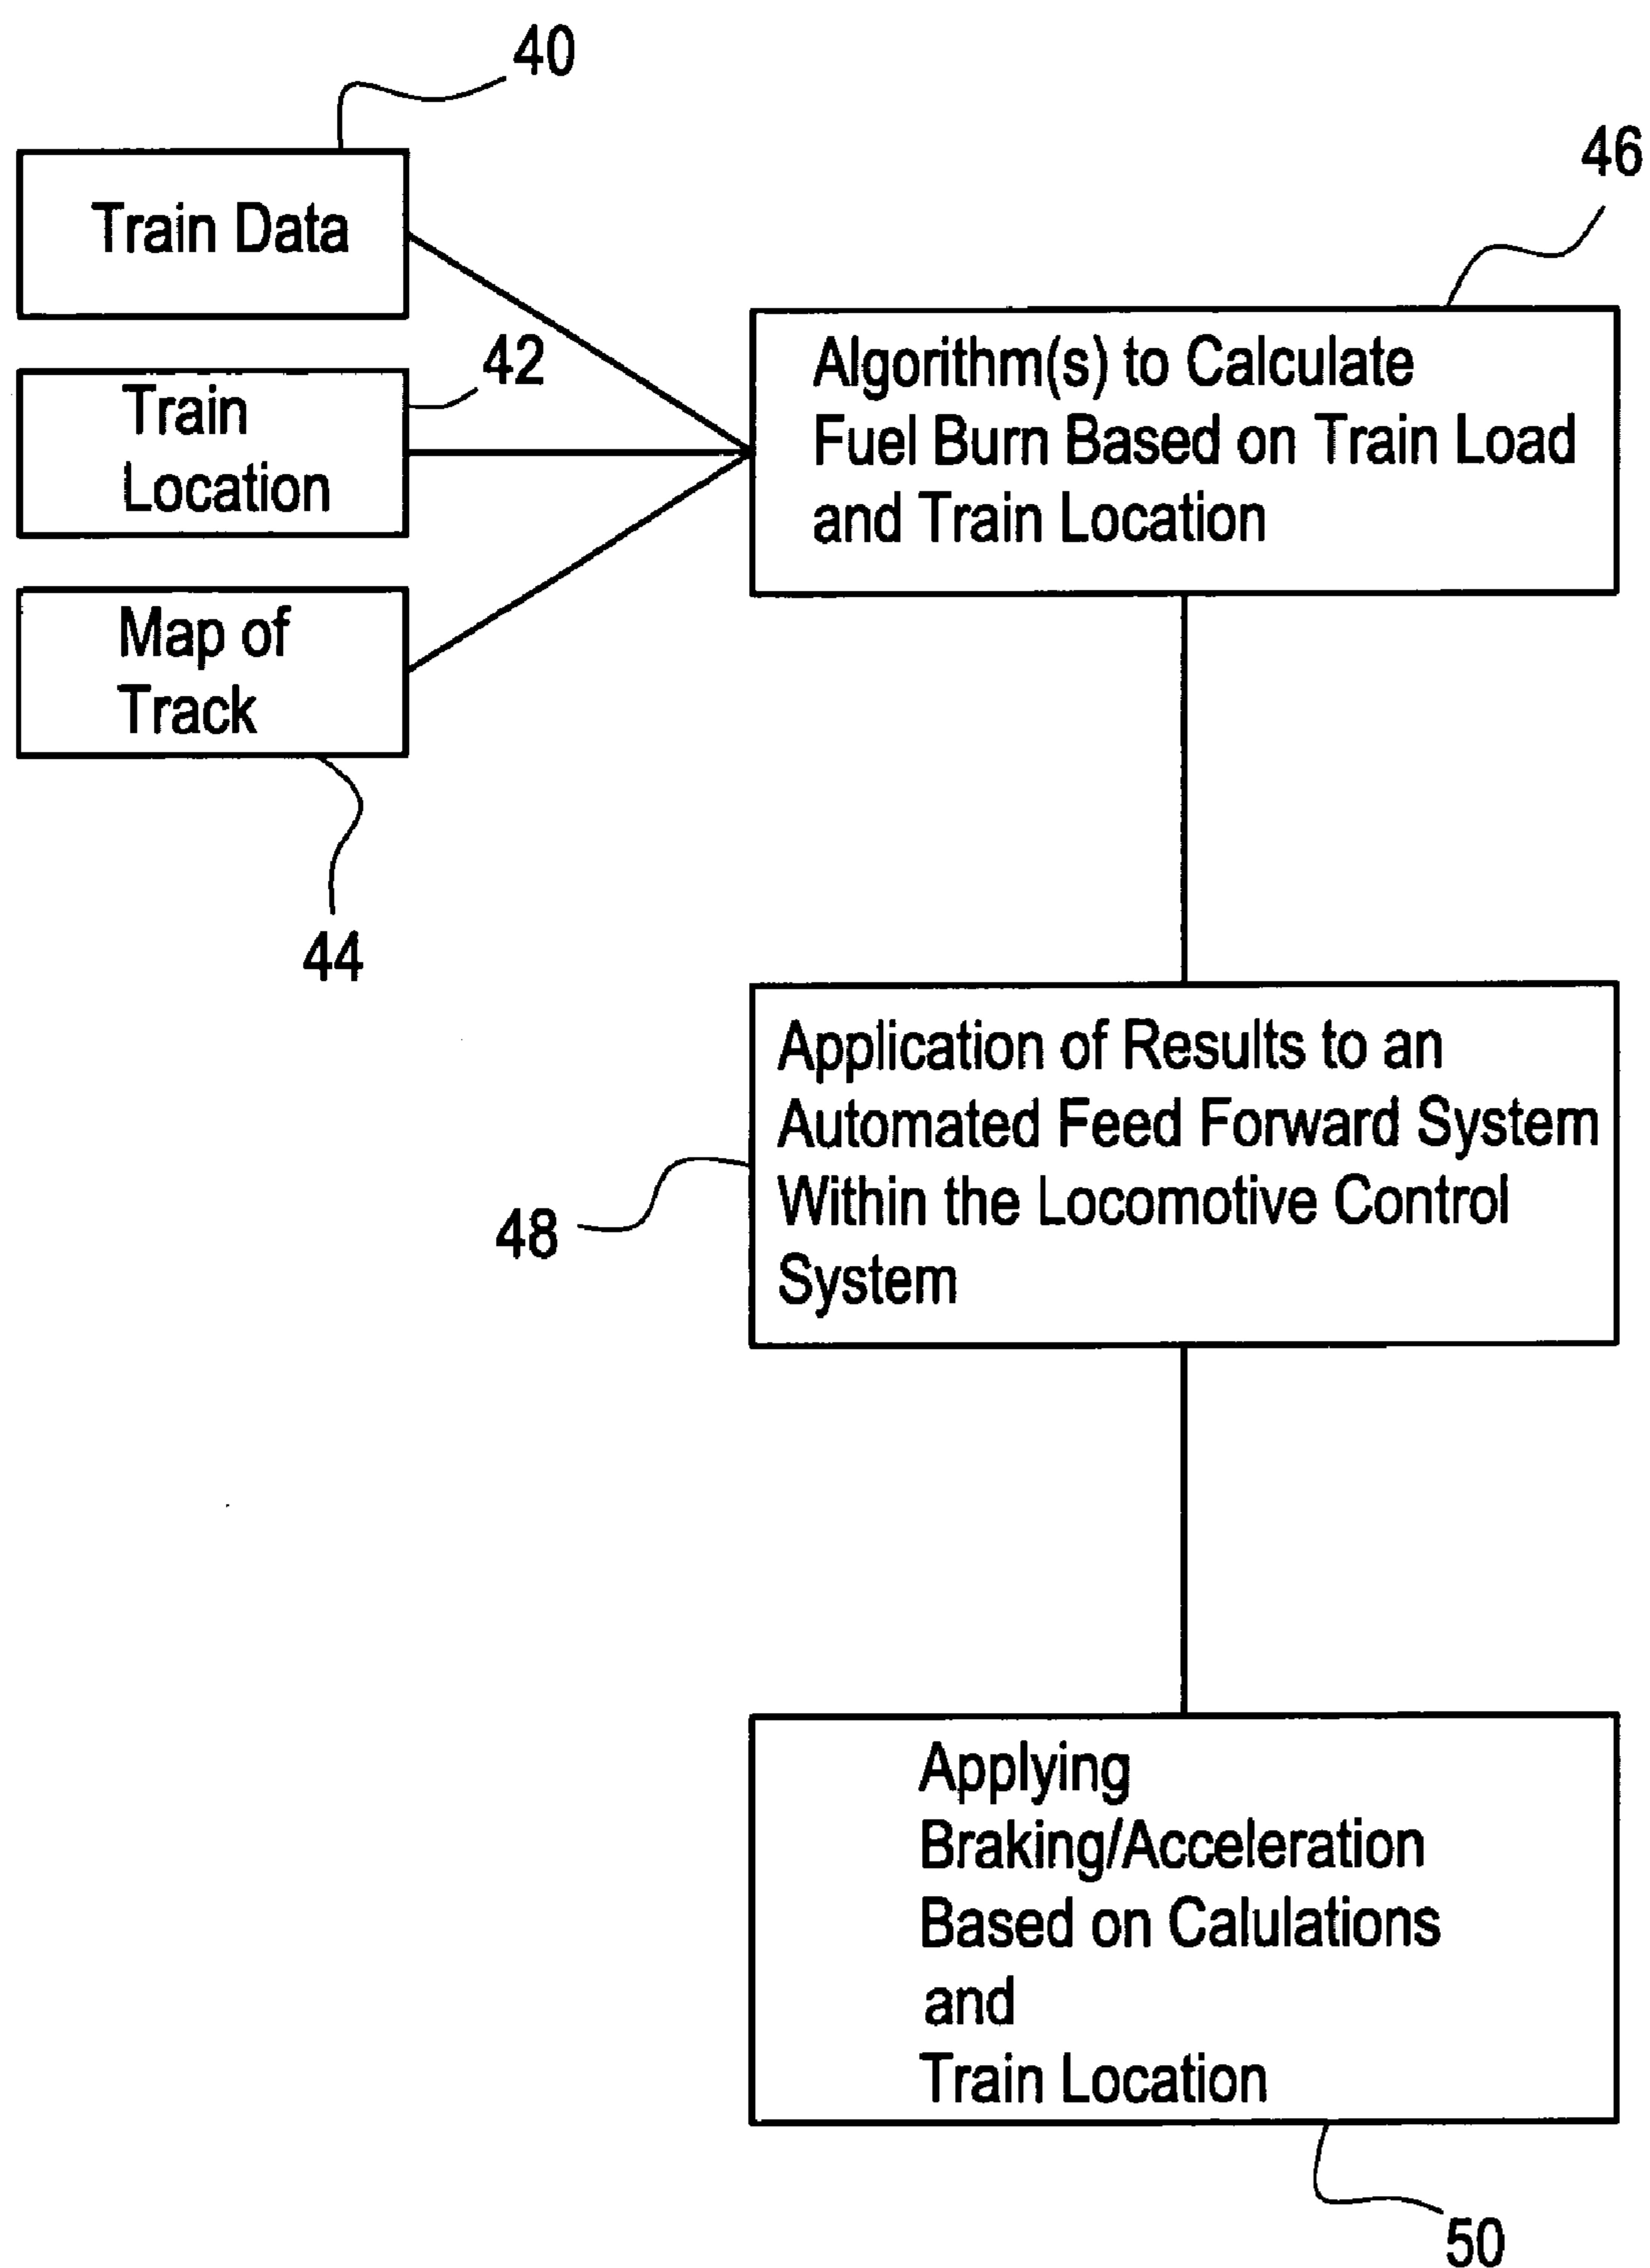 40
Train Data
42
Train
Location
Map of
Track
44
46
Algorithm(s) to Calculate
Fuel Burn Based on Train Load
and Train Location
Application of Results to an
Automated Feed Forward System
Within the Locomotive Control
System
48
Applying
Braking/Acceleration
Based on Calulations
and
Train Location
50